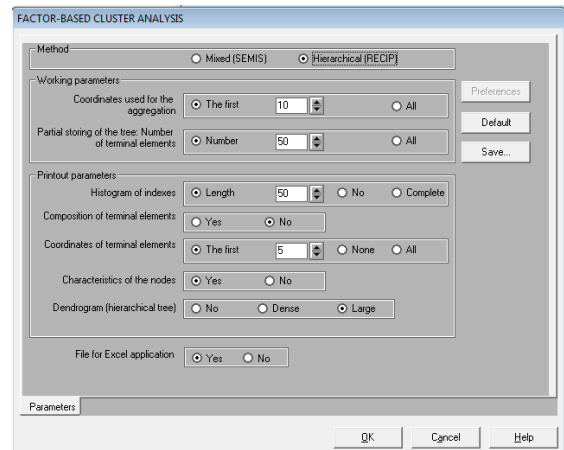 FACTOR-BASED CLUSTER ANALYSIS
Method
Mixed (SEMIS) Hierarchical (RECIP)
Working parameters
Coordinates used for the aggregation The first 10 All
Partial storing of the tree: Number of terminal elements Number 50 All
Preferences
Default
Save...
Printout parameters
Histogram of indexes Length 50 No Complete
Composition of terminal elements Yes No
Coordinates of terminal elements The first 5 None All
Characteristics of the nodes Yes No
Dendrogram (hierarchical tree) No Dense Large
File for Excel application Yes No
Parameters
OK Cancel Help